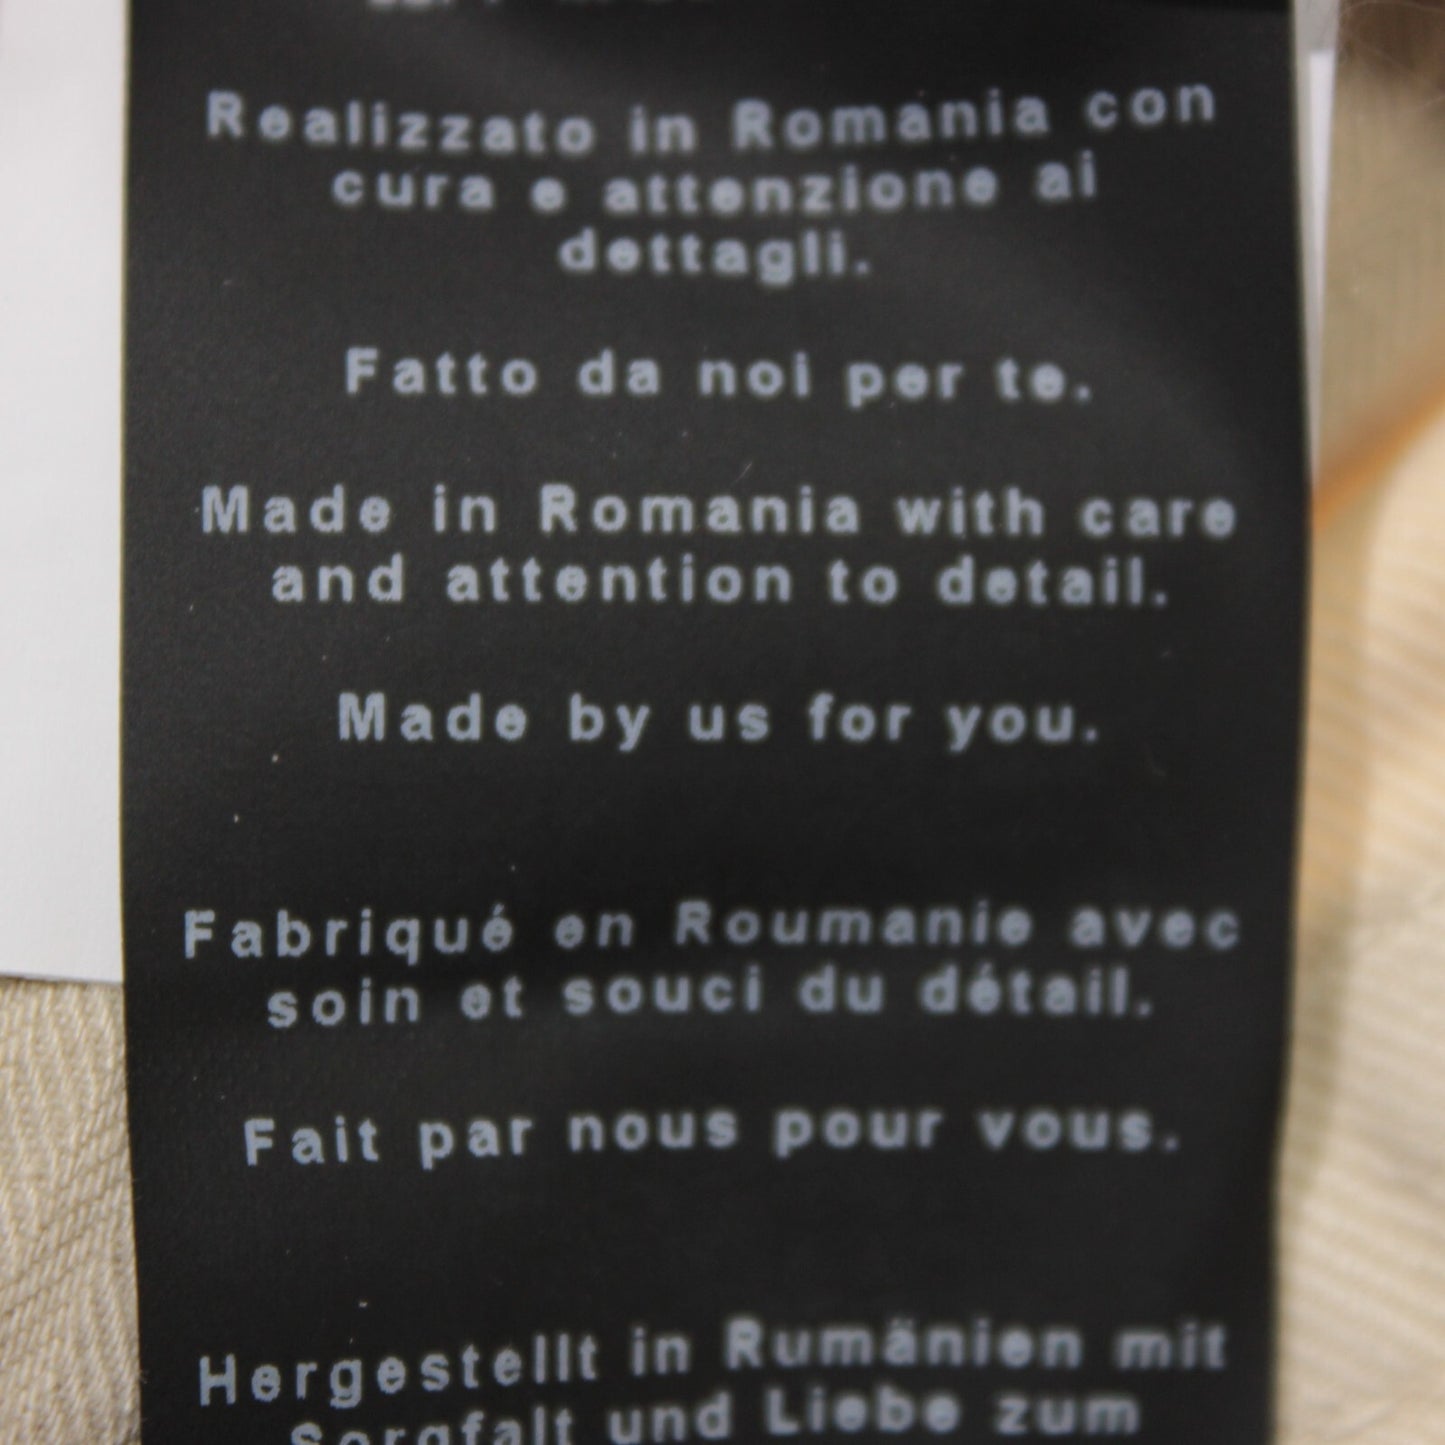 Realizzato in Romania con
cura e attenzione ai
dettagli.
Fatto da noi per te.
Made in Romania with care
and attention to detail.
Made by us for you.
Fabriqué en Roumanie avec
soin et souci du détail.
Fait par nous pour vous.
Hergestellt in Rumänien mit
Sorgfalt und Liebe zum